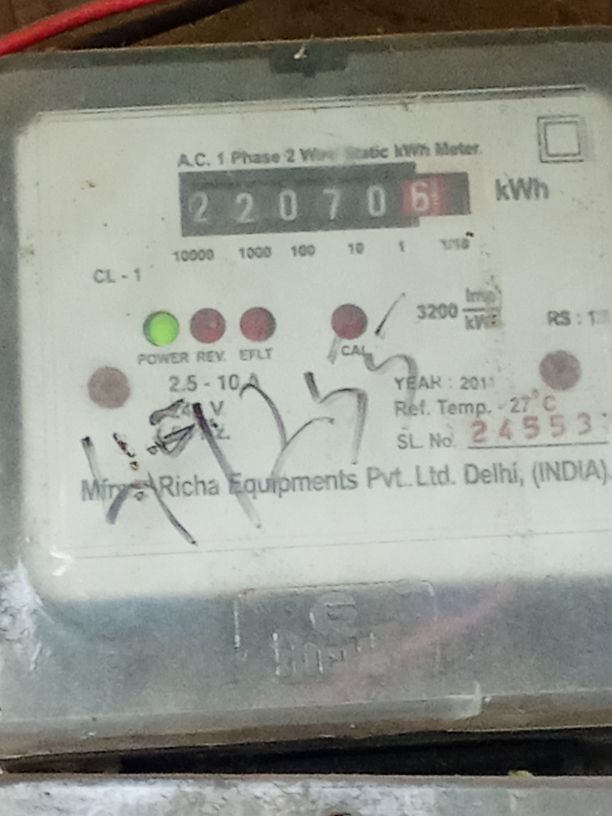 A.C. 1 Phase 2 Wire Static kWh Meter
220706 kWh
10000 1000 100 10 1 1/10
CL - 1
3200 Imp/kWh
POWER REV. EFLT CAL
2.5 - 10 A
YEAR : 2011
V.
Ref. Temp. - 27°C
SL. No. 24553
Richa Equipments Pvt. Ltd. Delhi, (INDIA).